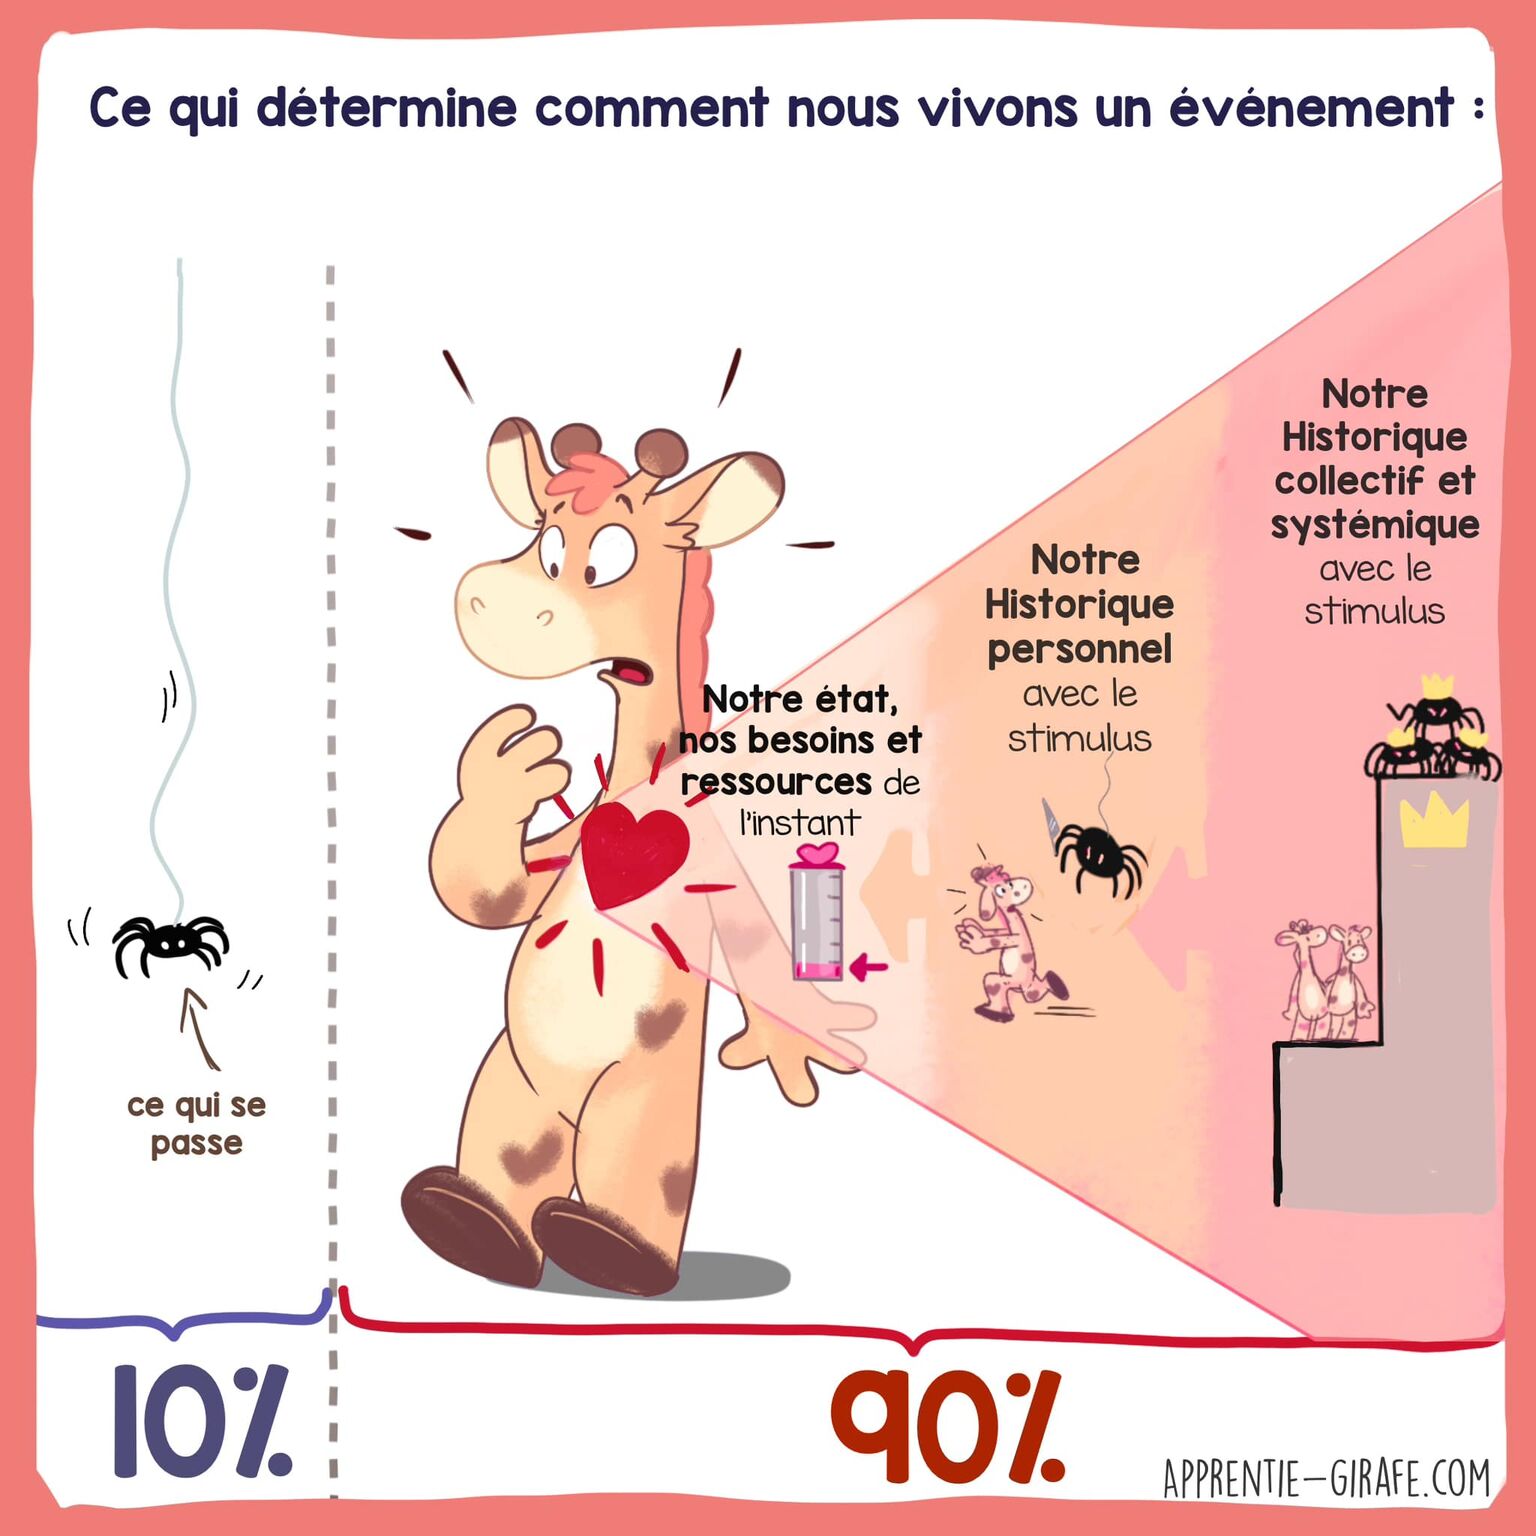 Ce qui détermine comment nous vivons un événement :
Notre
Historique
collectif et
systémique
avec le
stimulus
Notre
Historique
personnel
avec le
stimulus
Notre état,
nos besoins et
ressources de
l'instant
ce qui se
passe
10%
90%
APPRENTIE-GIRAFE.COM